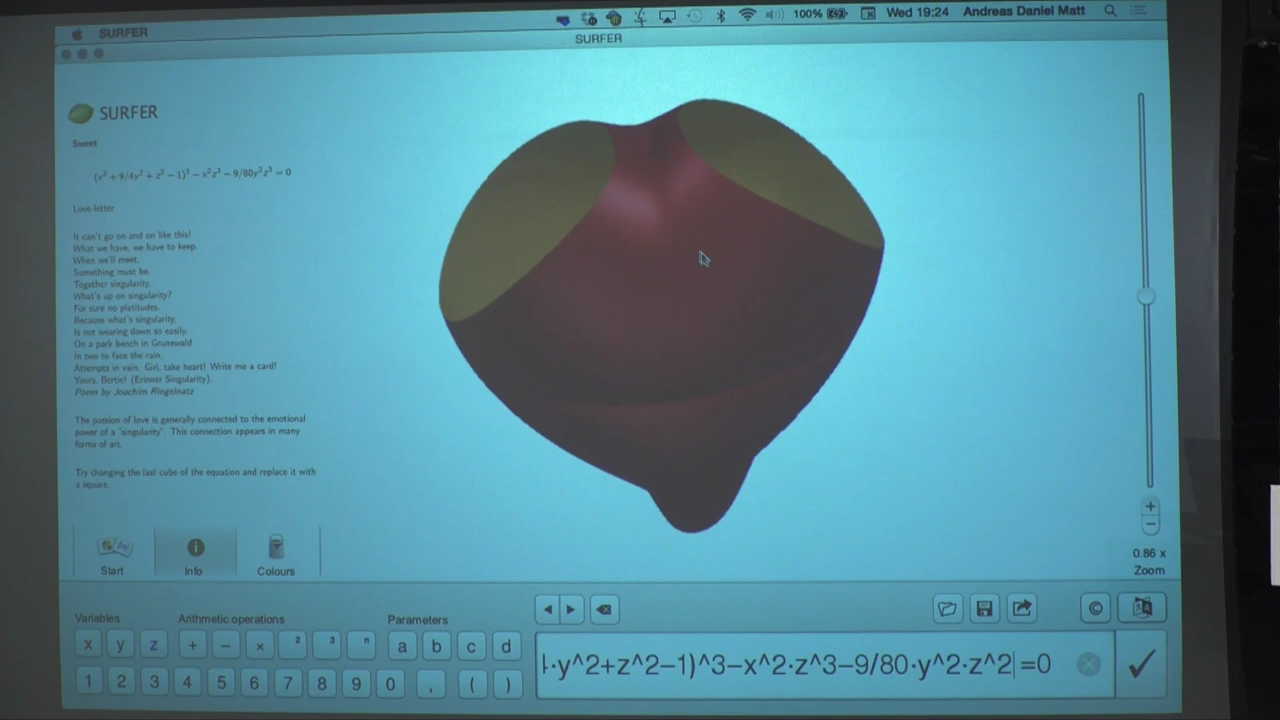 SURFER
100%
Wed 19:24
Andreas Daniel Matt
SURFER
SURFER
Sweet
(x² + 9/4y² + z² − 1)³ − x²z³ − 9/80y²z³ = 0
Love-letter
It can't go on and on like this!
What we have, we have to keep.
When we'll meet,
Something must be.
Together singularity.
What's up on singularity?
For sure no platitudes.
Because what's singularity,
Is not wearing down so easily.
On a park bench in Grunewald
In two to face the rain,
Attempts in vain. Girl, take heart! Write me a card!
Yours, Bertie! (Erinner Singularity).
Poem by Joachim Ringelnatz
The passion of love is generally connected to the emotional
power of a "singularity". This connection appears in many
forms of art.
Try changing the last cube of the equation and replace it with
a square.
Start
Info
Colours
+
−
0.86 x
Zoom
Variables
Arithmetic operations
Parameters
x y z + − × ² ³ ⁿ a b c d
1 2 3 4 5 6 7 8 9 0 , ( )
·y^2+z^2−1)^3−x^2·z^3−9/80·y^2·z^2 =0
©